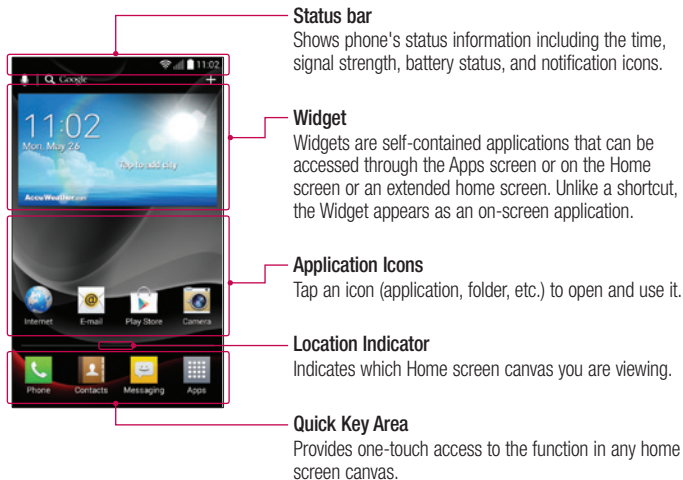 Status bar
Shows phone's status information including the time,
signal strength, battery status, and notification icons.
11:02
Google
Widget
Widgets are self-contained applications that can be
accessed through the Apps screen or on the Home
screen or an extended home screen. Unlike a shortcut,
the Widget appears as an on-screen application.
11:02
Mon, May 26
Tap to add city
AccuWeather.com
Application Icons
Tap an icon (application, folder, etc.) to open and use it.
Internet
E-mail
Play Store
Camera
Location Indicator
Indicates which Home screen canvas you are viewing.
Phone
Contacts
Messaging
Apps
Quick Key Area
Provides one-touch access to the function in any home
screen canvas.